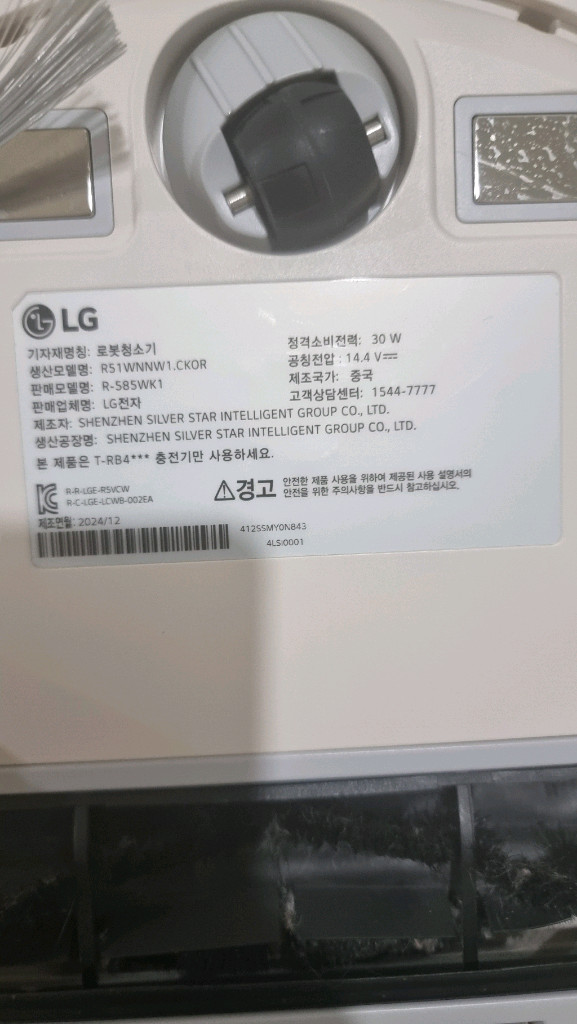 LG
기자재명칭: 로봇청소기
생산모델명: R51WNNW1.CKOR
판매모델명: R-585WK1
판매업체명: LG전자
제조자: SHENZHEN SILVER STAR INTELLIGENT GROUP CO., LTD.
생산공장명: SHENZHEN SILVER STAR INTELLIGENT GROUP CO., LTD.
본 제품은 T-RB4*** 충전기만 사용하세요.
정격소비전력: 30 W
공칭전압 : 14.4 V⎓
제조국가: 중국
고객상담센터: 1544-7777
R-R-LGE-R5VCW
R-C-LGE-LCWB-002EA
⚠경고 안전한 제품 사용을 위하여 제공된 사용 설명서의
안전을 위한 주의사항을 반드시 참고하십시오.
제조연월: 2024/12
412SSMY0N843
4LSI0001